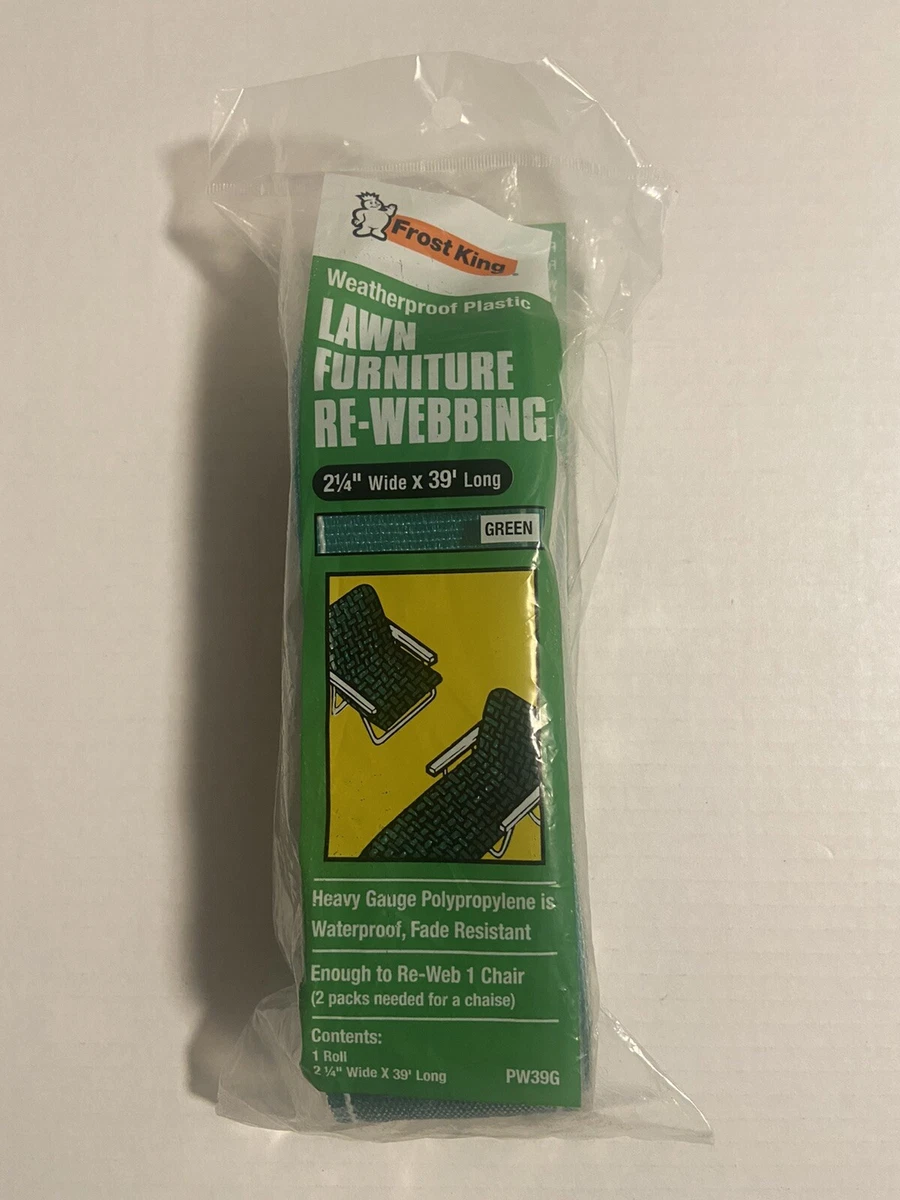 Frost King
Weatherproof Plastic
LAWN
FURNITURE
RE-WEBBING
2¼" Wide X 39' Long
GREEN
Heavy Gauge Polypropylene is
Waterproof, Fade Resistant
Enough to Re-Web 1 Chair
(2 packs needed for a chaise)
Contents:
1 Roll
2 ¼" Wide X 39' Long
PW39G